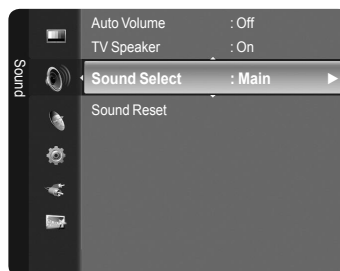 Sound
Auto Volume : Off
TV Speaker : On
Sound Select : Main ►
Sound Reset